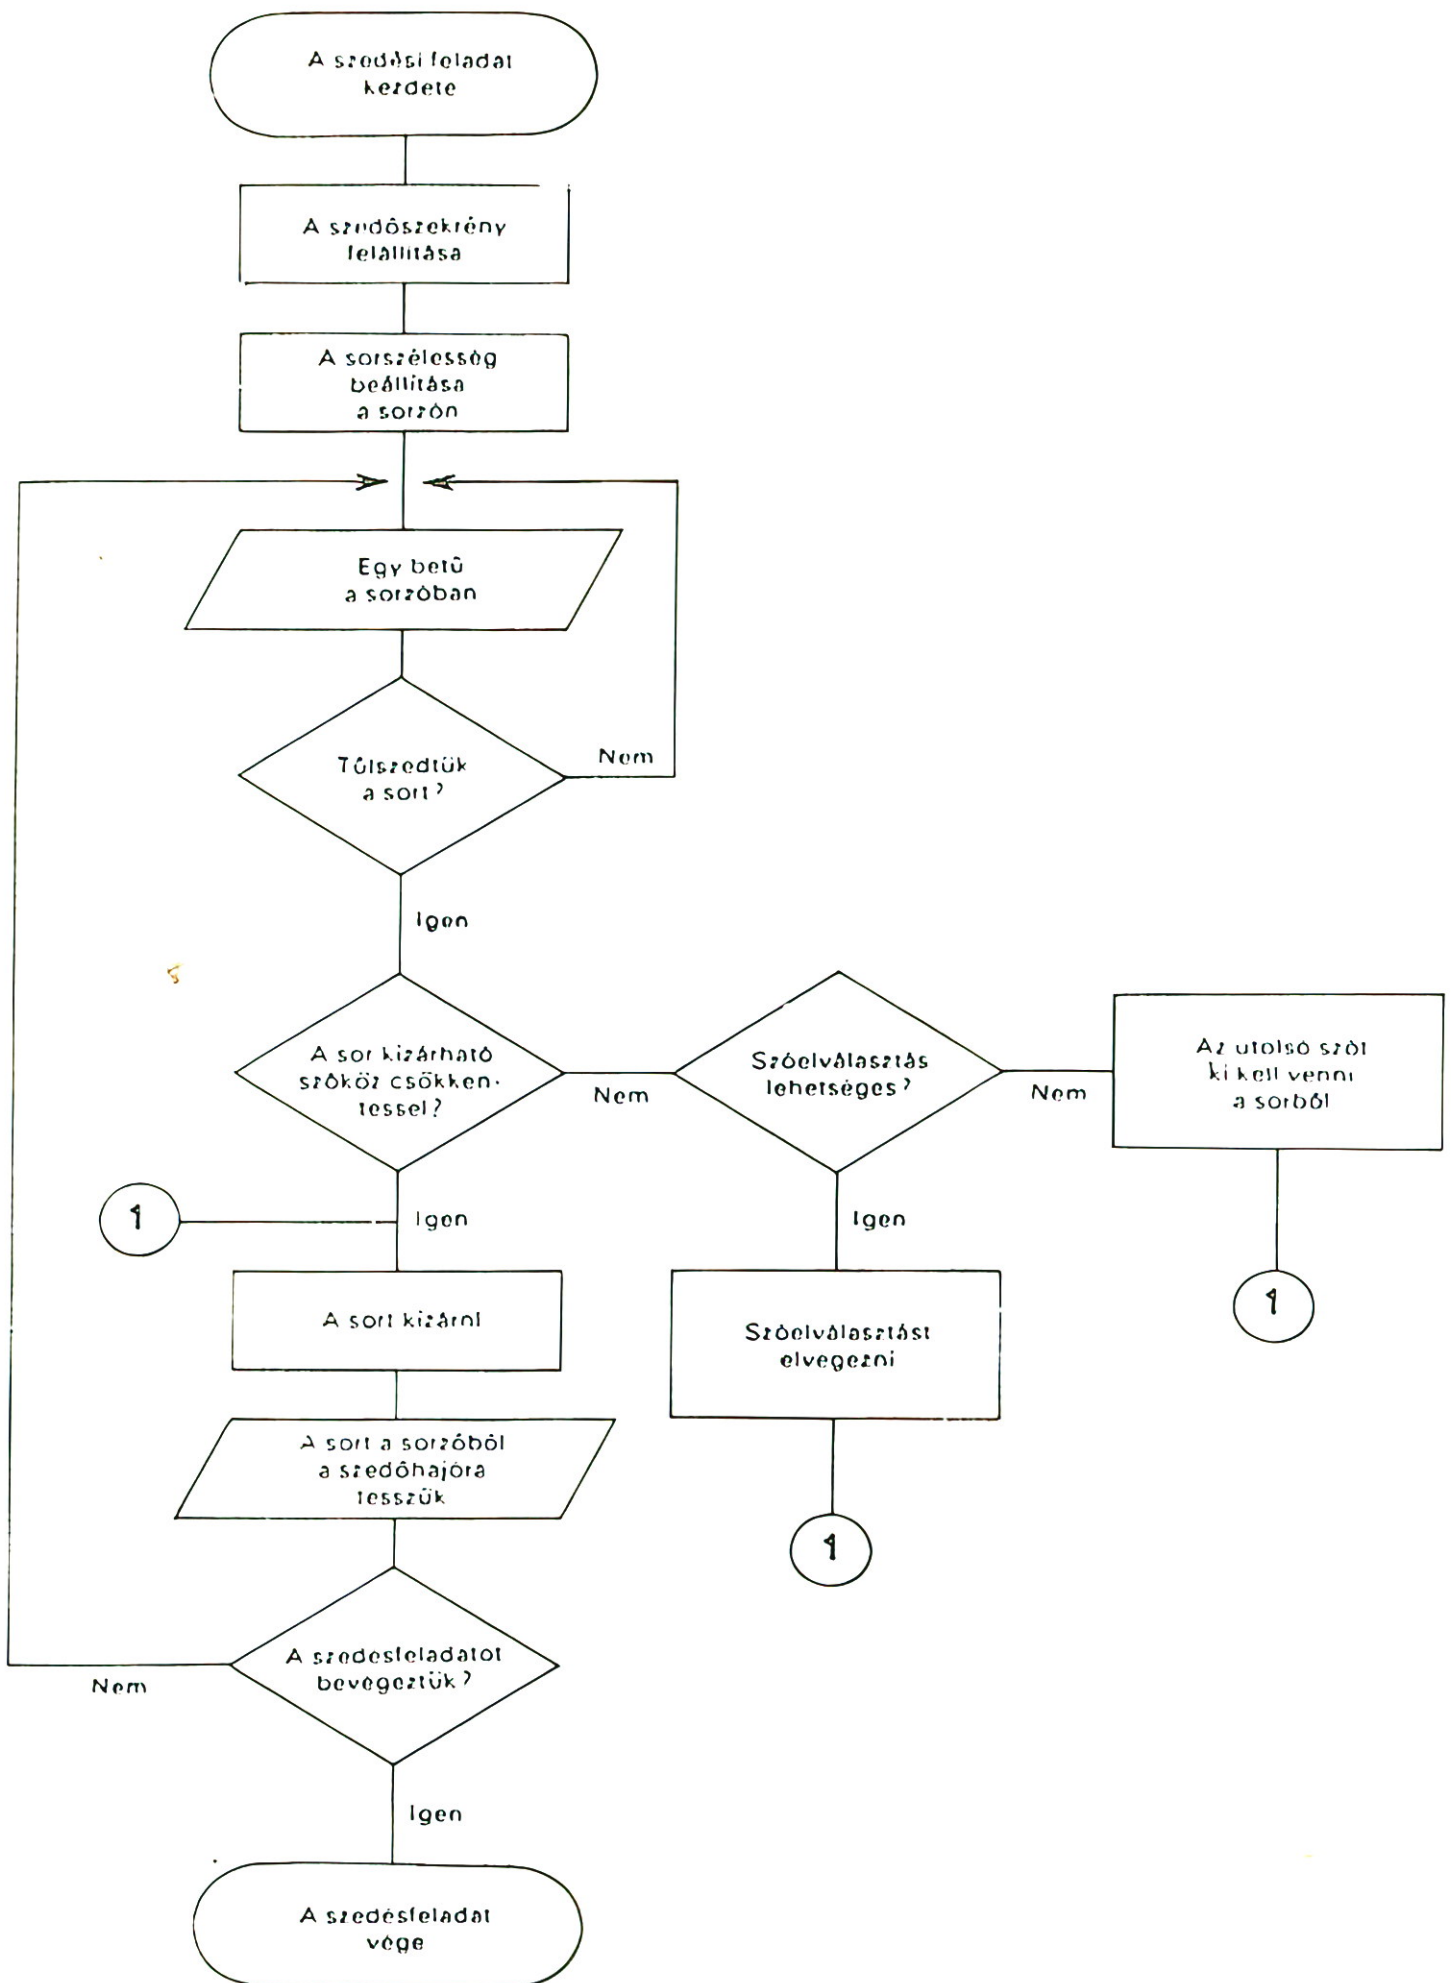 A szedési feladat
kezdete
A szedőszekrény
felállítása
A sorszélesség
beállítása
a sorzón
Egy betű
a sorzóban
Túlszedtük
a sort?
Nem
Igen
A sor kizárható
szóköz csökken-
téssel?
Nem
Szóelválasztás
lehetséges?
Nem
Az utolsó szót
ki kell venni
a sorból
1
Igen
Igen
1
A sort kizárni
Szóelválasztást
elvegezni
1
A sort a sorzóból
a szedőhajóra
tesszük
A szedésfeladatot
bevégeztük?
Nem
Igen
A szedésfeladat
vége